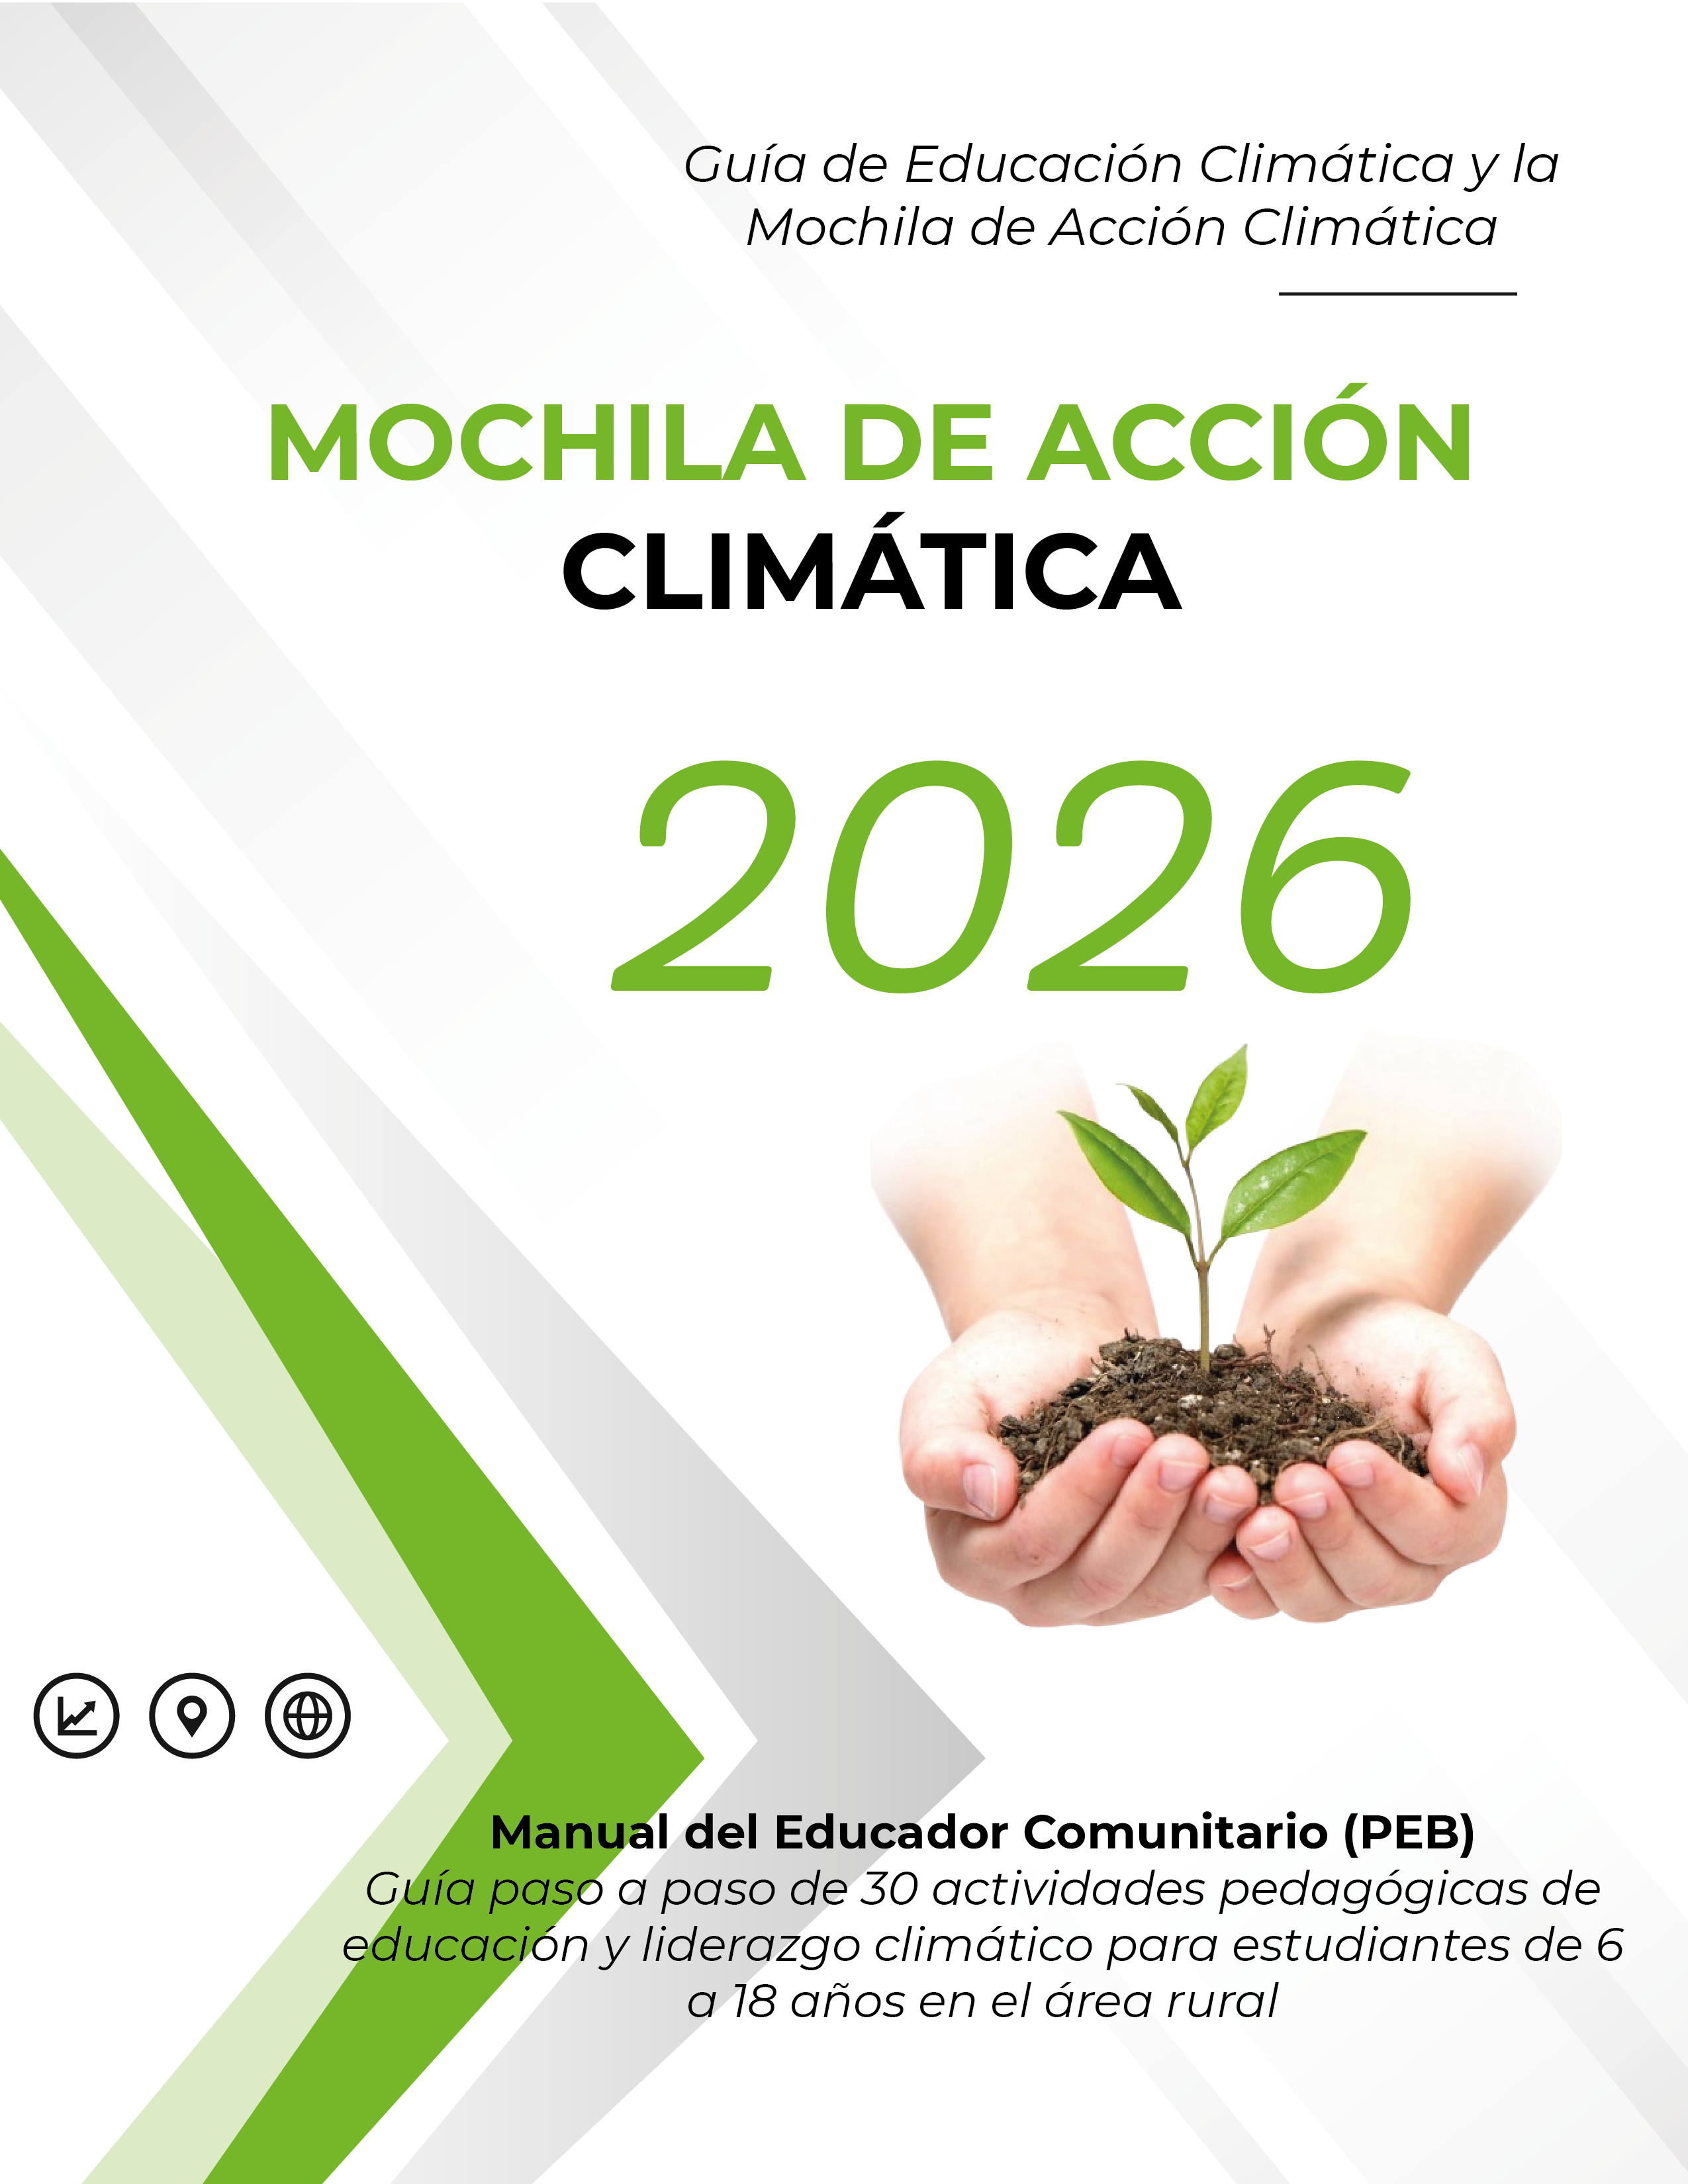 Guía de Educación Climática y la
Mochila de Acción Climática
MOCHILA DE ACCIÓN
CLIMÁTICA
2026
Manual del Educador Comunitario (PEB)
Guía paso a paso de 30 actividades pedagógicas de
educación y liderazgo climático para estudiantes de 6
a 18 años en el área rural